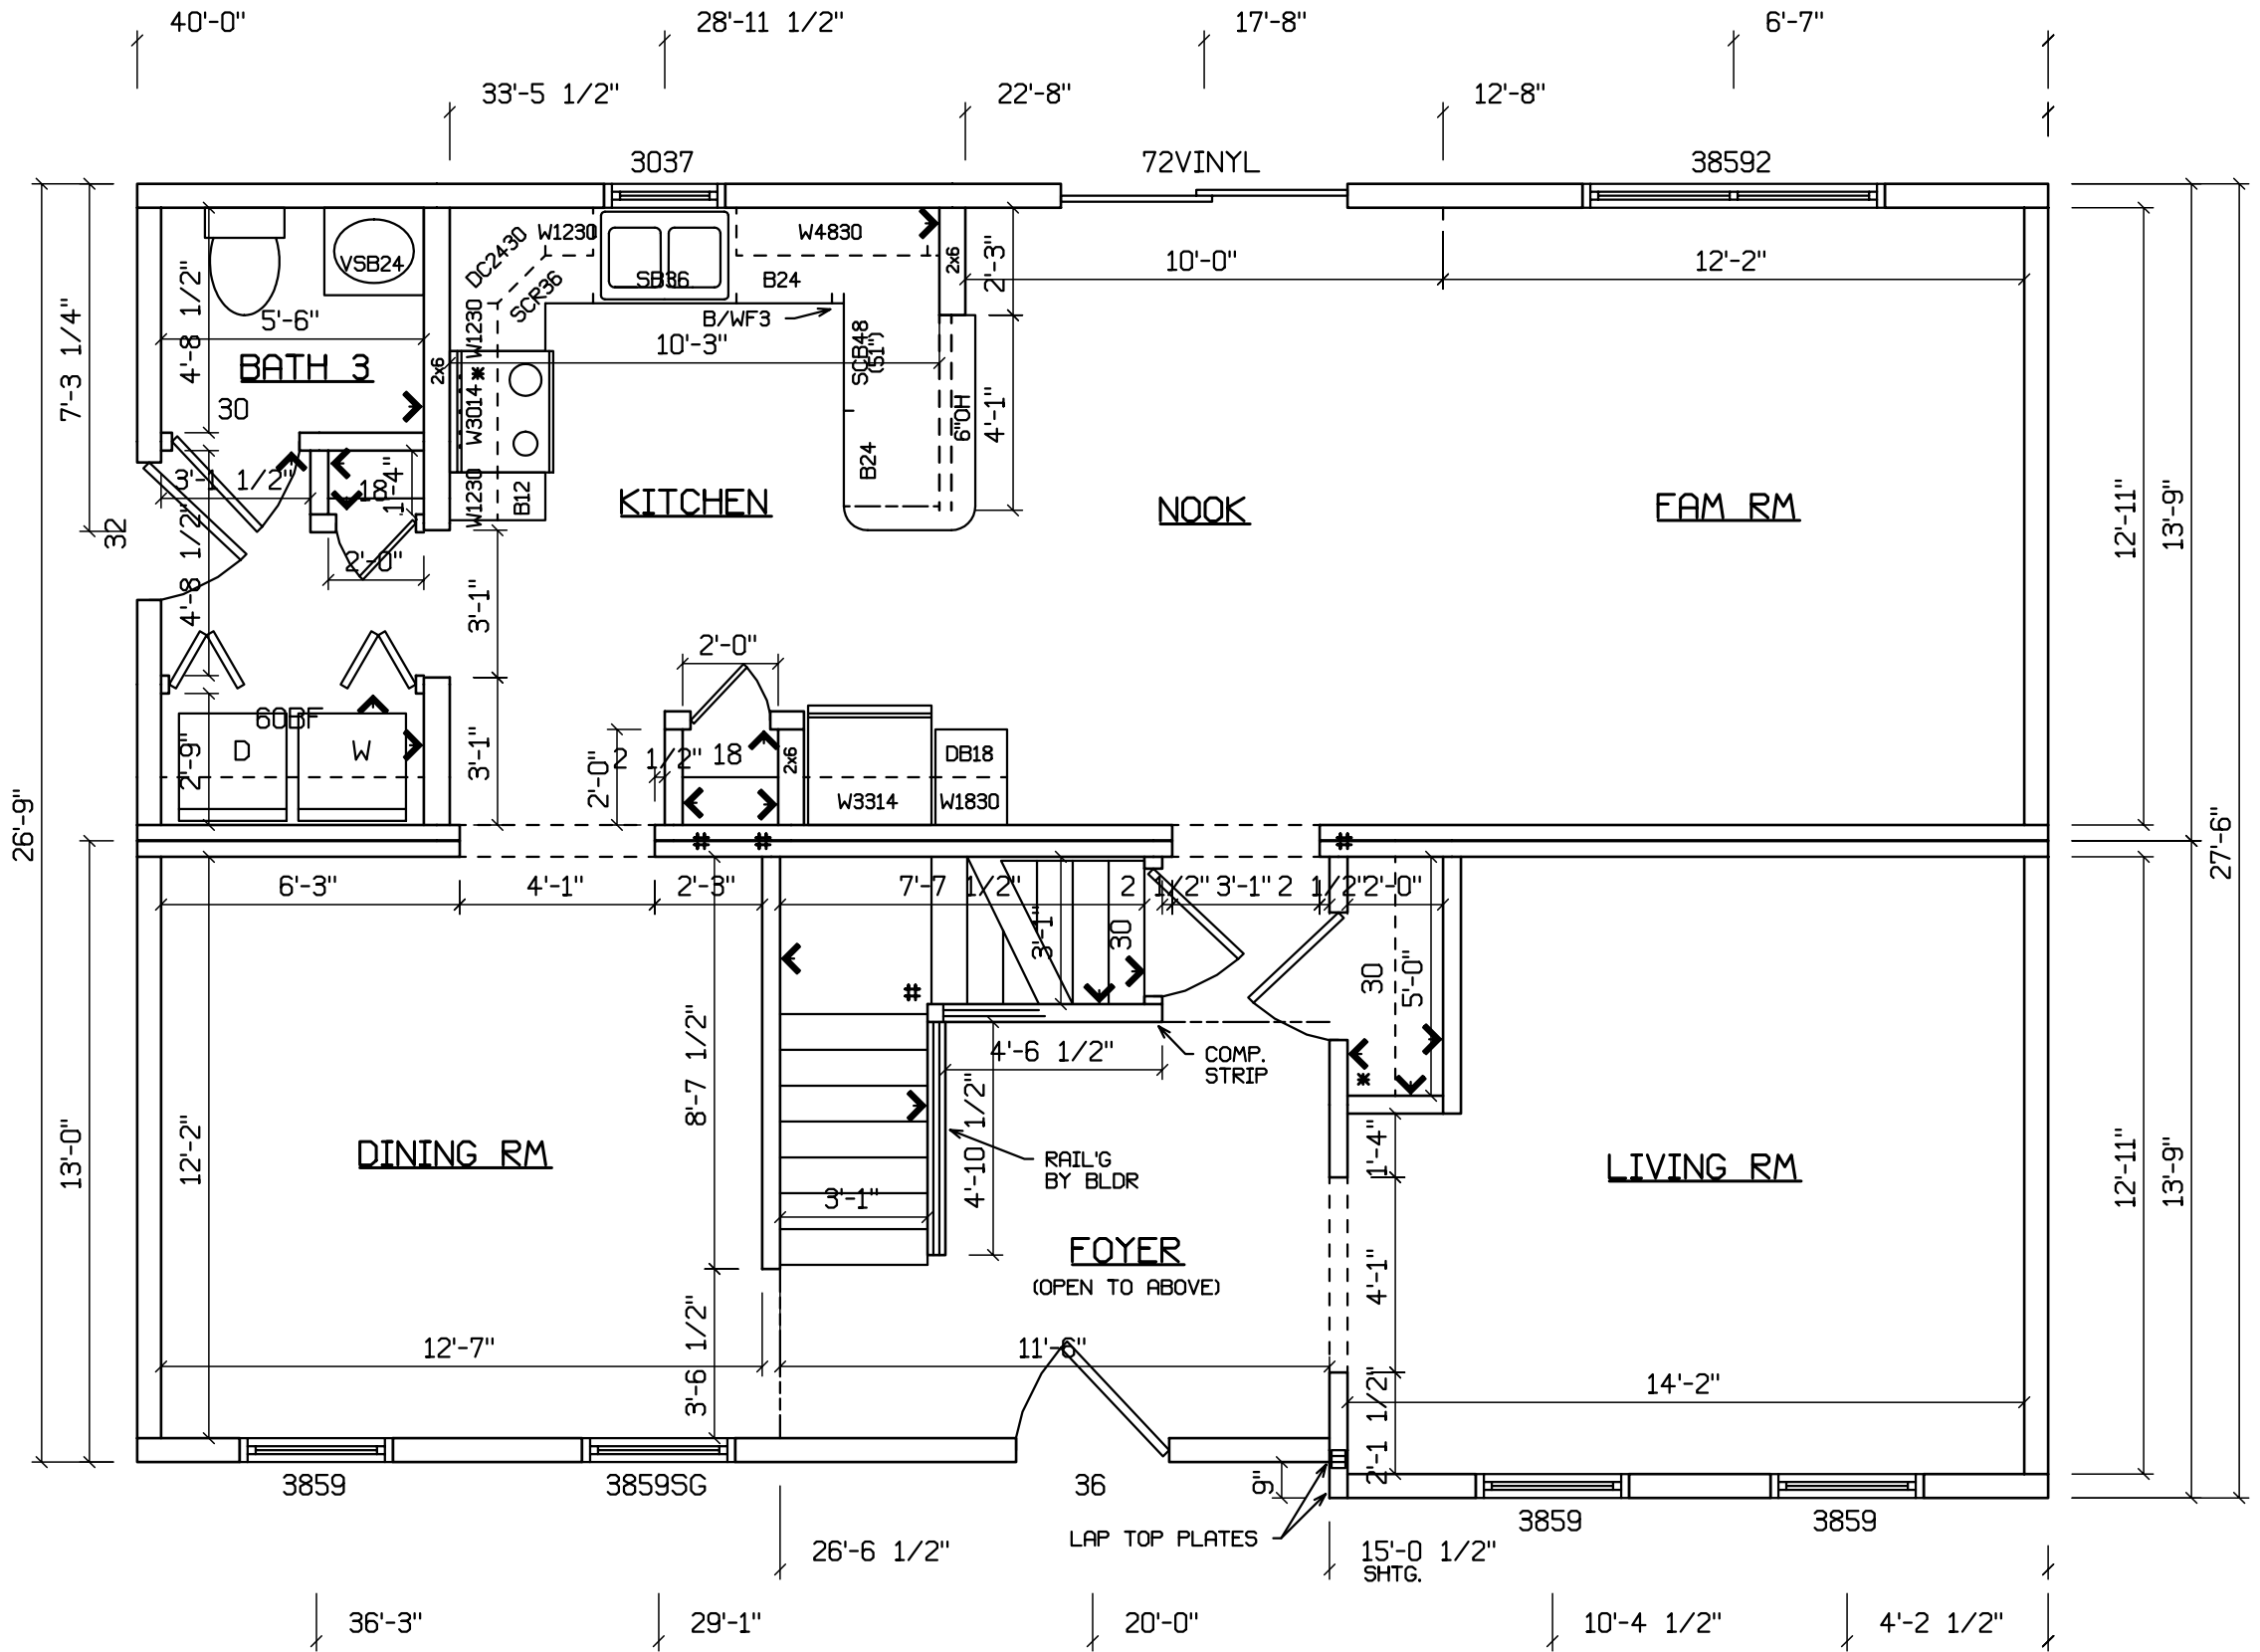 40'-0"
28'-11 1/2"
17'-8"
6'-7"
33'-5 1/2"
22'-8"
12'-8"
3037
72VINYL
38592
VSB24
DC2430
W1230
W4830
2x6
2'-3"
10'-0"
12'-2"
SCR36
SB36
B24
B/WF3
4'-8 1/2"
5'-6"
7'-3 1/4"
BATH 3
30
2x6
W1230
*
W3014
10'-3"
SCB48
(51")
6"OH
4'-1"
B24
3'-1 1/2"
18
1'-4"
W1230
B12
KITCHEN
NOOK
FAM RM
12'-11"
13'-9"
32
4'-8 1/2"
2'-0"
3'-1"
2'-0"
60BF
D
W
2'-9"
3'-1"
2'-0"
2 1/2"
18
2x6
DB18
W3314
W1830
26'-9"
27'-6"
#
#
#
6'-3"
4'-1"
2'-3"
7'-7 1/2"
2 1/2"
3'-1"
2 1/2"
2'-0"
3'-1"
30
30
5'-0"
#
8'-7 1/2"
4'-6 1/2"
COMP.
STRIP
*
13'-0"
12'-2"
DINING RM
4'-10 1/2"
RAIL'G
BY BLDR
1'-4"
LIVING RM
12'-11"
13'-9"
3'-1"
FOYER
(OPEN TO ABOVE)
4'-1"
3'-6 1/2"
12'-7"
11'-6"
14'-2"
2'-1 1/2"
3859
3859SG
36
9"
3859
3859
LAP TOP PLATES
26'-6 1/2"
15'-0 1/2"
SHTG.
36'-3"
29'-1"
20'-0"
10'-4 1/2"
4'-2 1/2"